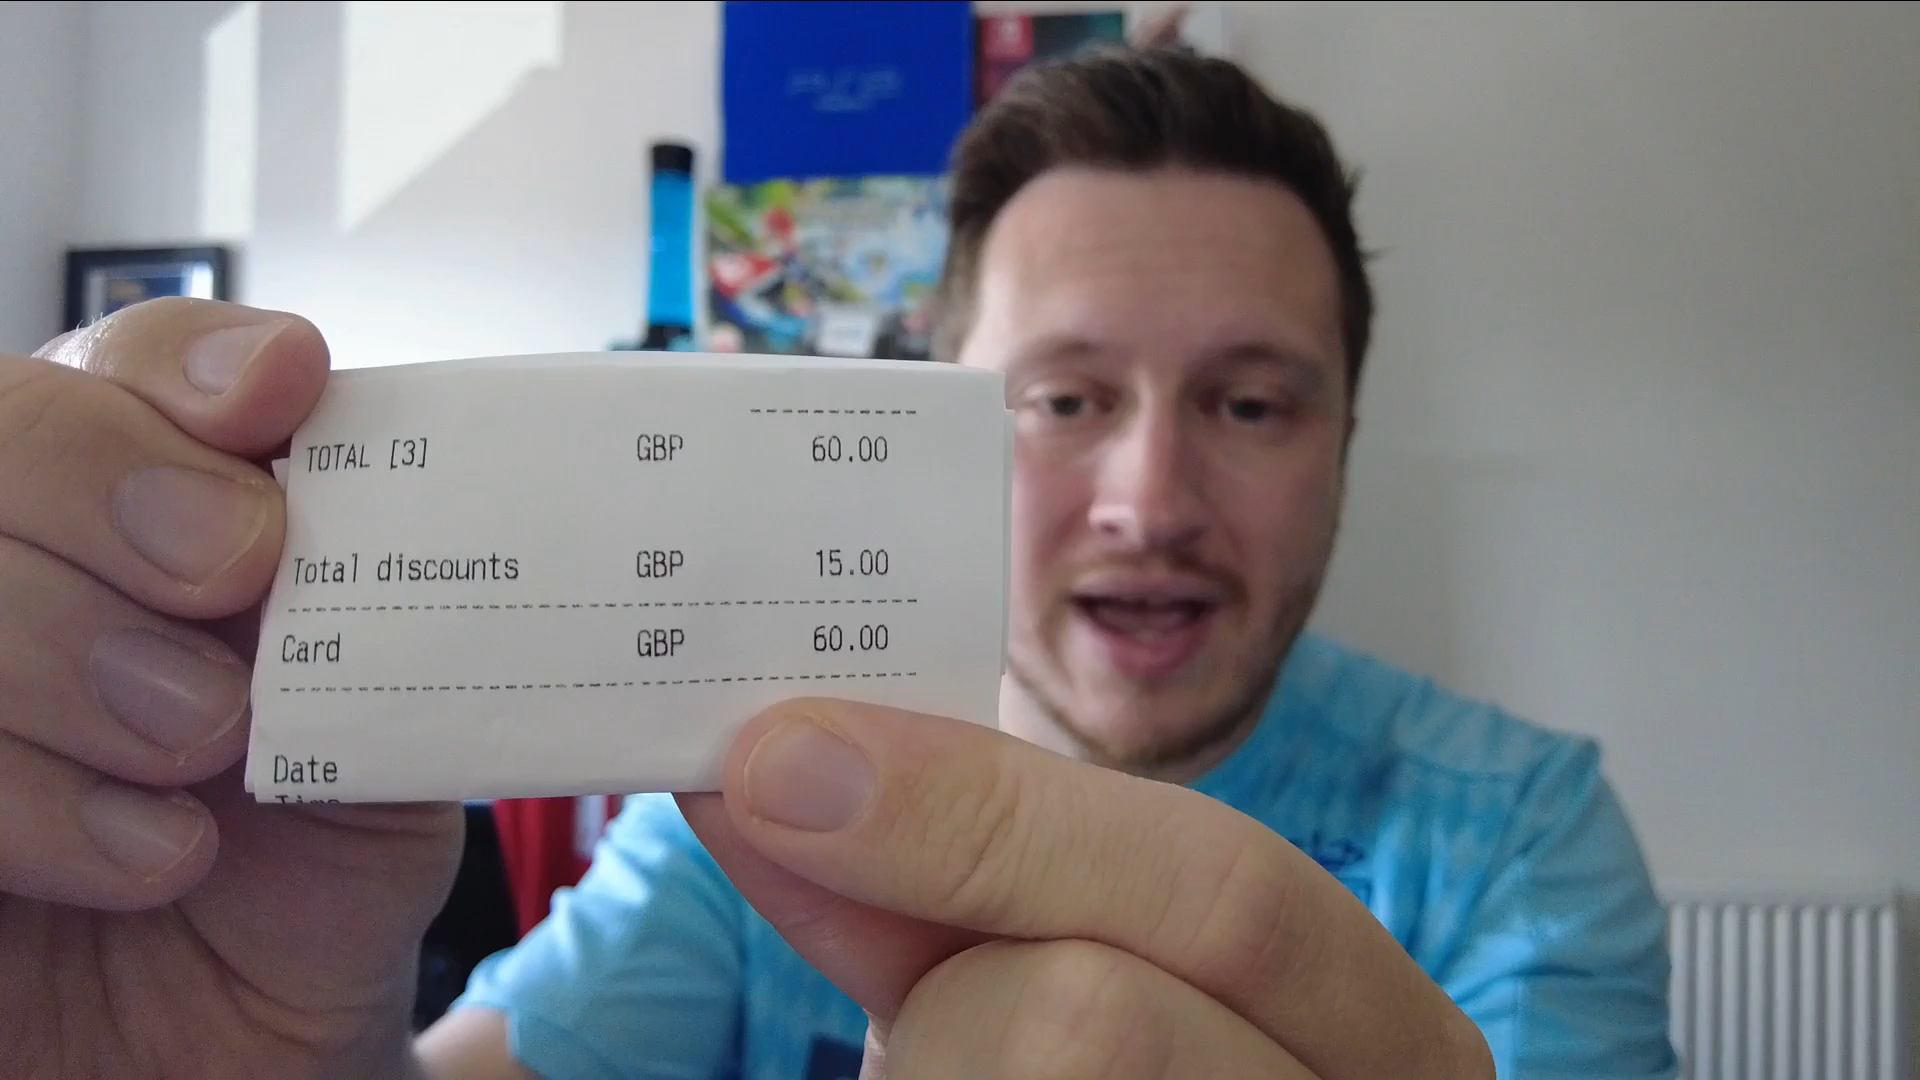 TOTAL [3] GBP 60.00
Total discounts GBP 15.00
Card GBP 60.00
Date